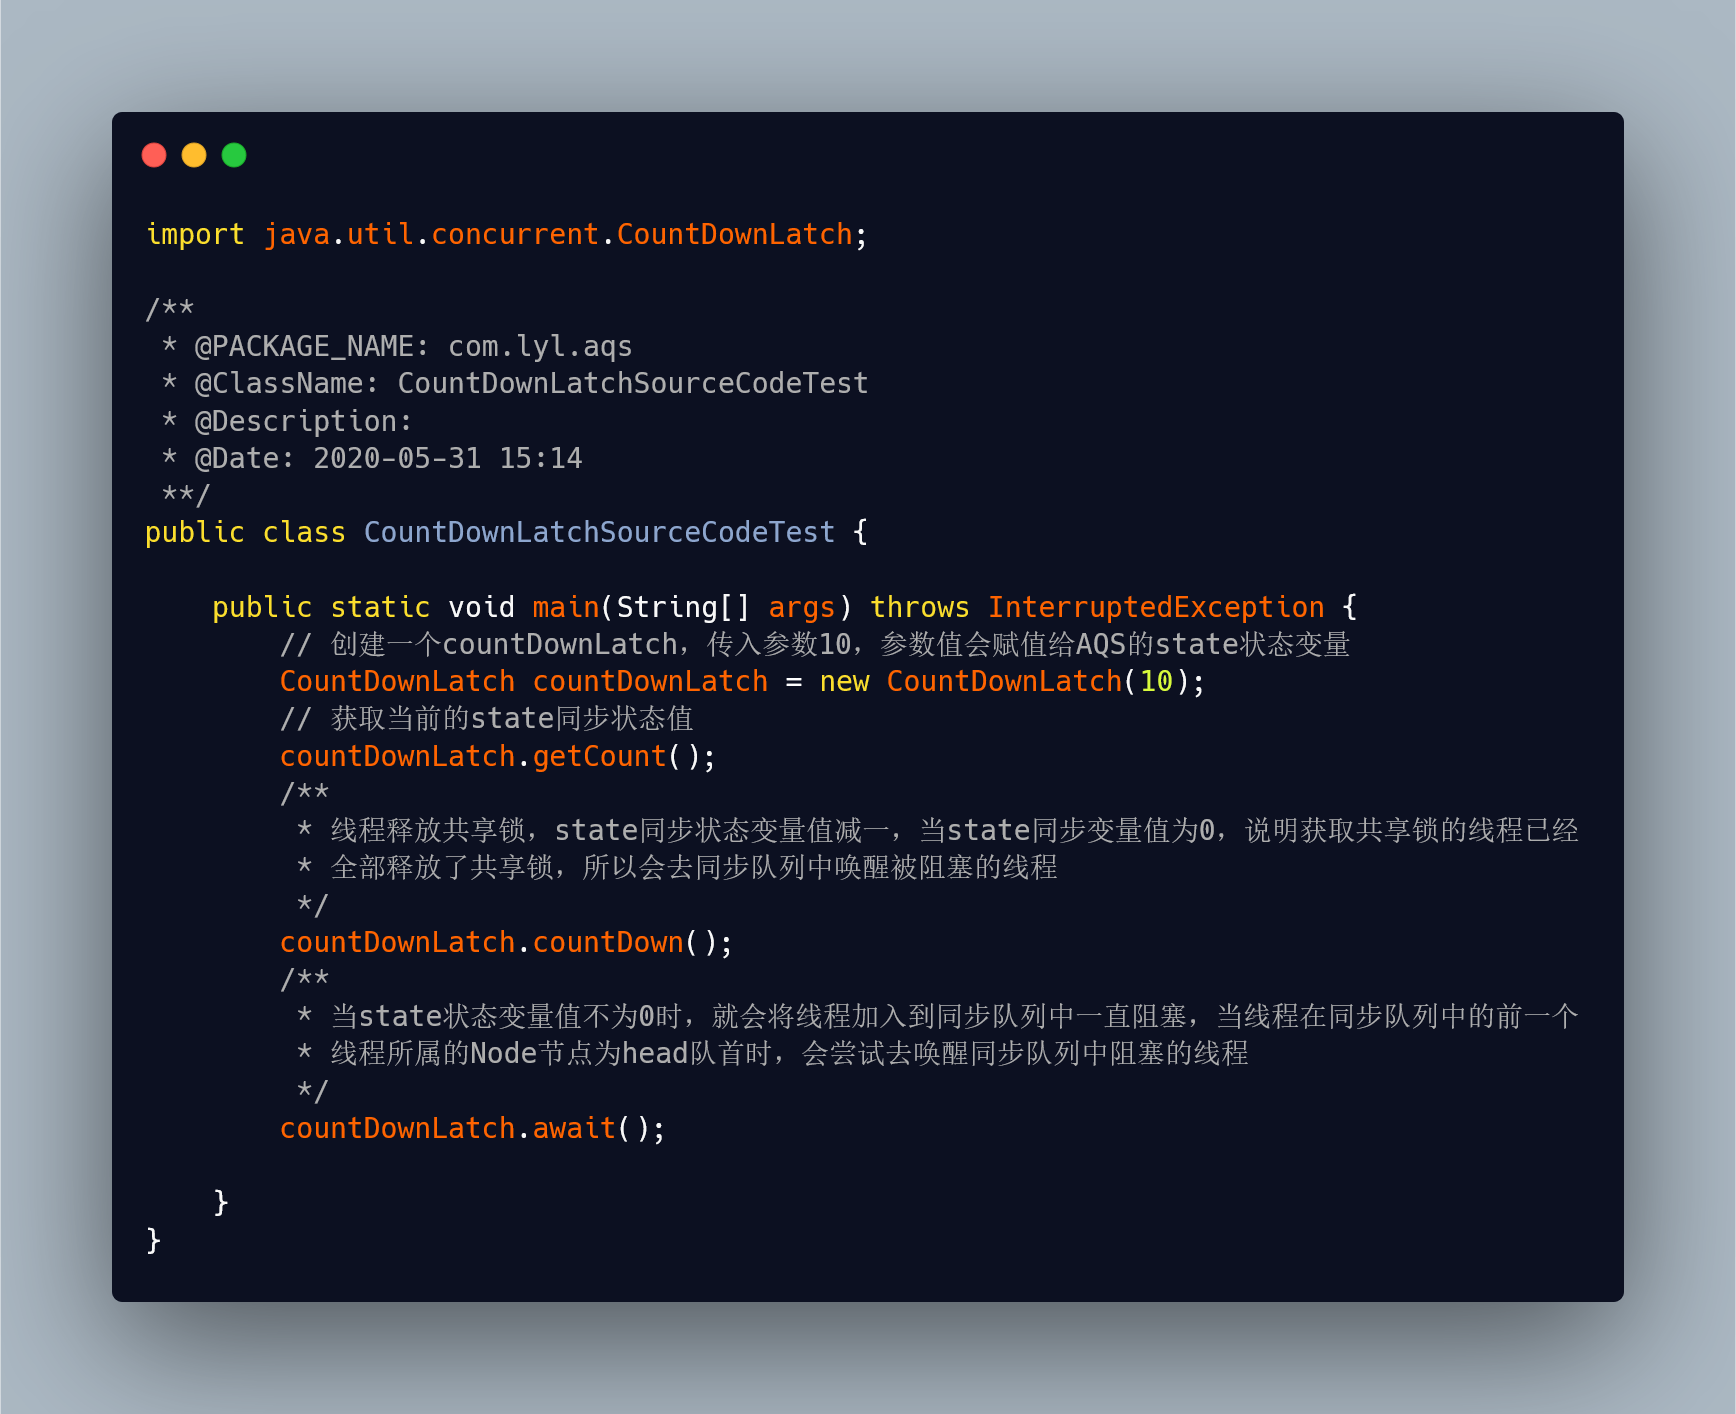 import java.util.concurrent.CountDownLatch;
/**
 * @PACKAGE_NAME: com.lyl.aqs
 * @ClassName: CountDownLatchSourceCodeTest
 * @Description:
 * @Date: 2020-05-31 15:14
 **/
public class CountDownLatchSourceCodeTest {
    public static void main(String[] args) throws InterruptedException {
        // 创建一个countDownLatch，传入参数10，参数值会赋值给AQS的state状态变量
        CountDownLatch countDownLatch = new CountDownLatch(10);
        // 获取当前的state同步状态值
        countDownLatch.getCount();
        /**
         * 线程释放共享锁，state同步状态变量值减一，当state同步变量值为0，说明获取共享锁的线程已经
         * 全部释放了共享锁，所以会去同步队列中唤醒被阻塞的线程
         */
        countDownLatch.countDown();
        /**
         * 当state状态变量值不为0时，就会将线程加入到同步队列中一直阻塞，当线程在同步队列中的前一个
         * 线程所属的Node节点为head队首时，会尝试去唤醒同步队列中阻塞的线程
         */
        countDownLatch.await();
    }
}